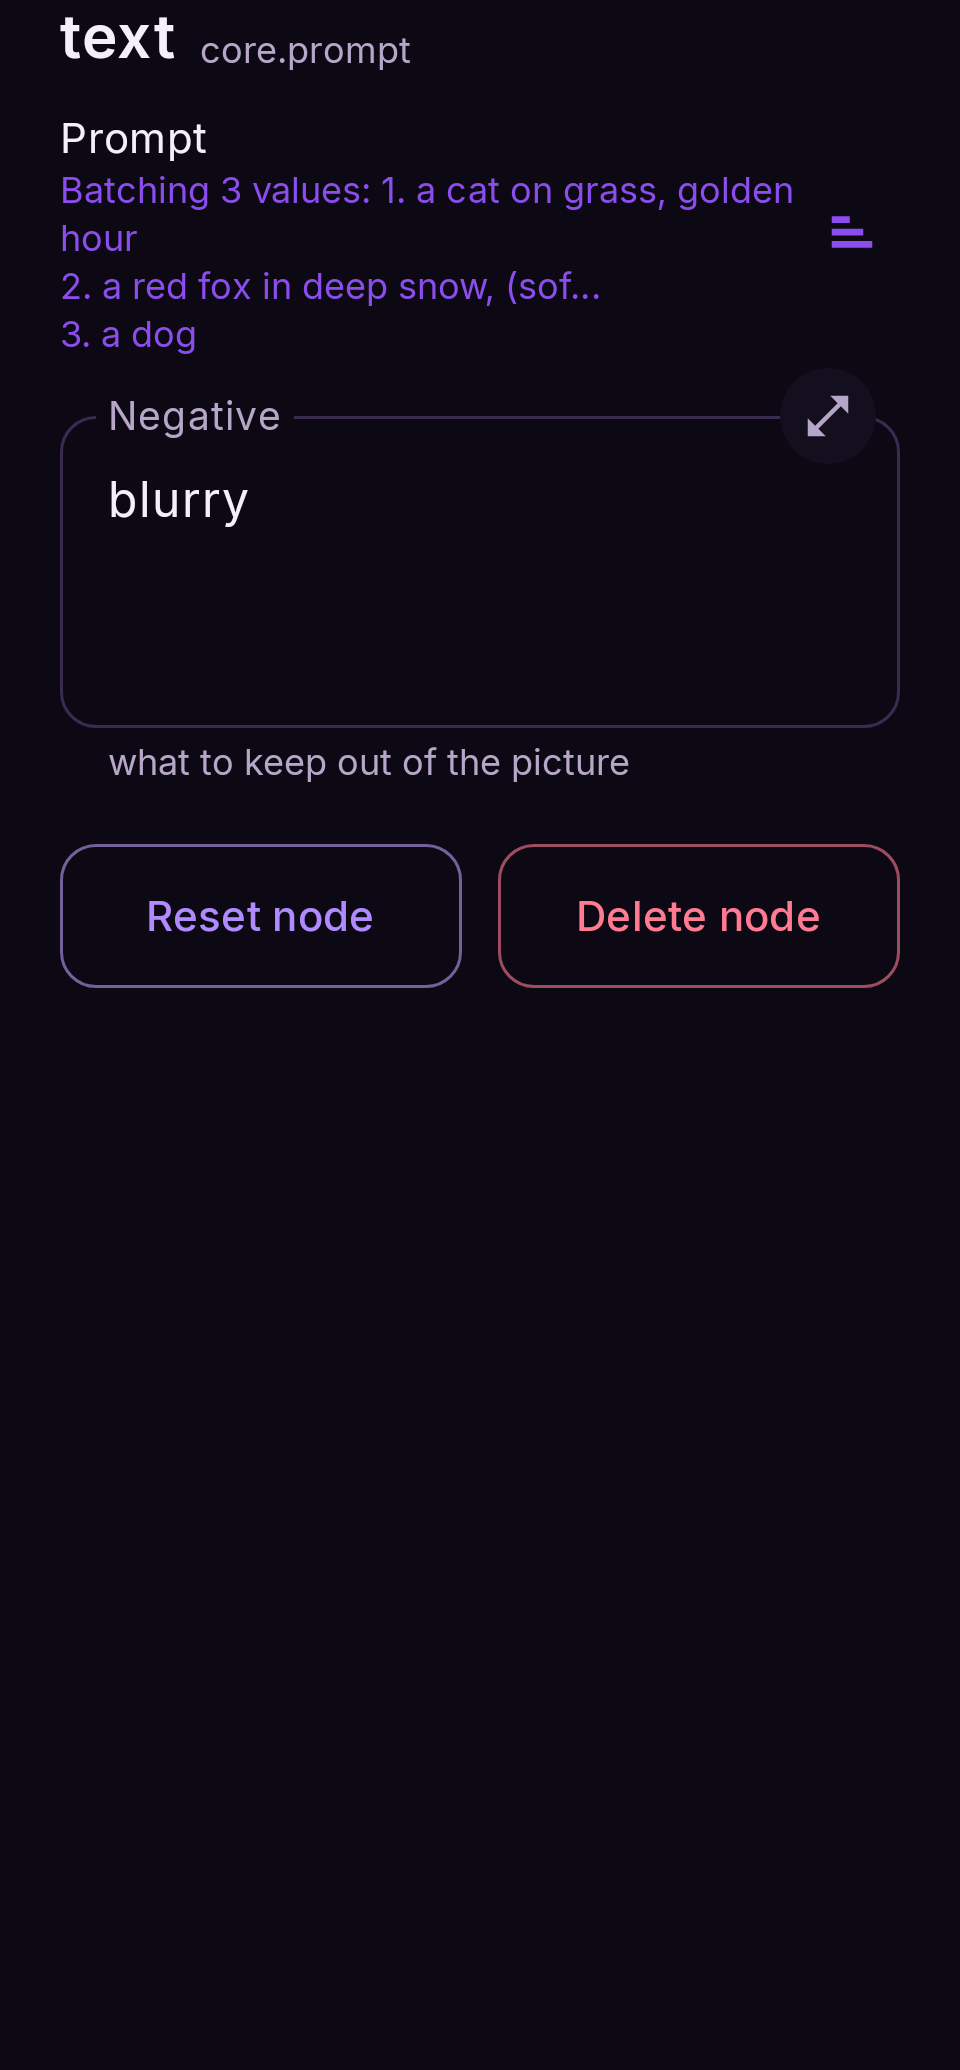 text core.prompt
Prompt
Batching 3 values: 1. a cat on grass, golden
hour
2. a red fox in deep snow, (sof...
3. a dog
Negative
blurry
what to keep out of the picture
Reset node Delete node